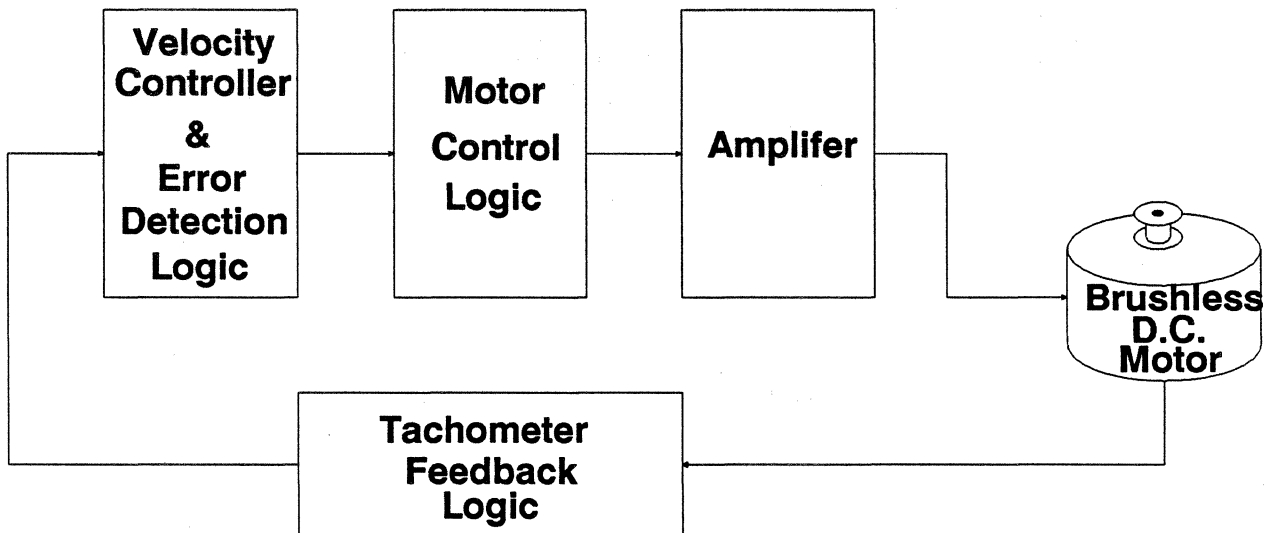 Velocity
Controller
&
Error
Detection
Logic
Motor
Control
Logic
Amplifer
Brushless
D.C.
Motor
Tachometer
Feedback
Logic